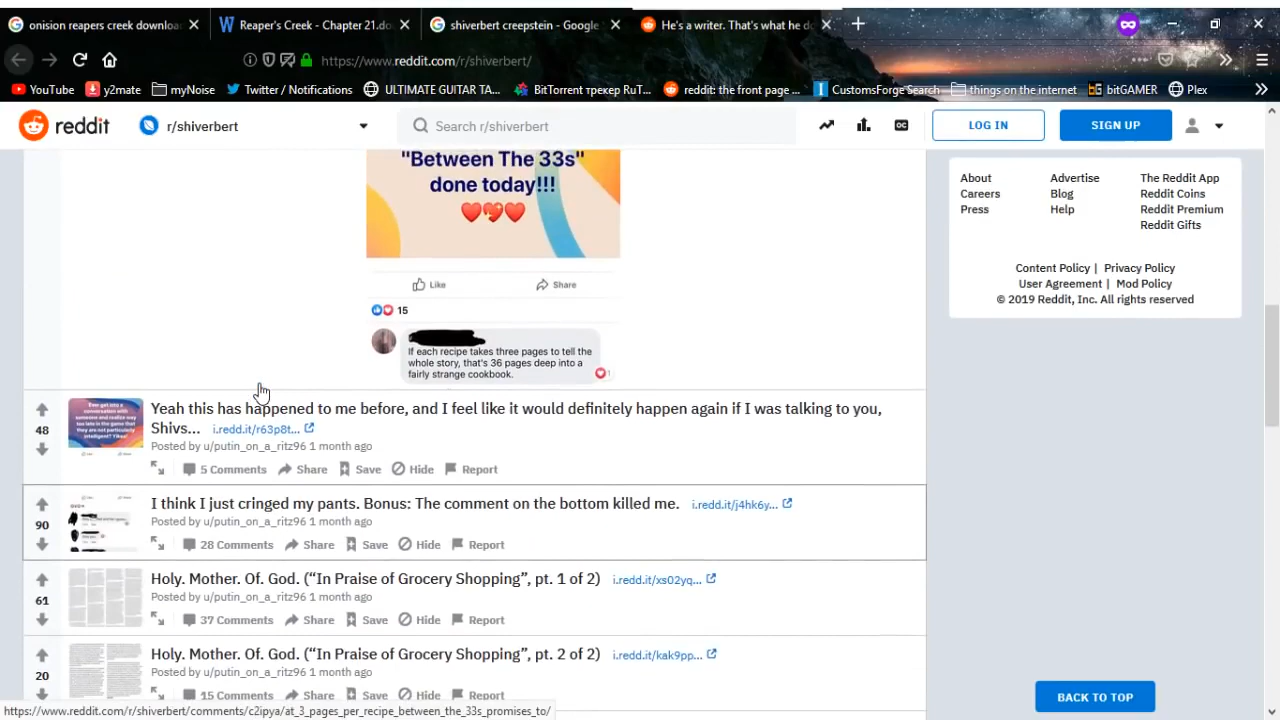 onision reapers creek downloa
Reaper's Creek - Chapter 21.do
shiverbert creepstein - Google
He's a writer. That's what he do
https://www.reddit.com/r/shiverbert/
YouTube
y2mate
myNoise
Twitter / Notifications
ULTIMATE GUITAR TA...
BitTorrent трекер RuT...
reddit: the front page ...
CustomsForge Search
things on the internet
bitGAMER
Plex
reddit
r/shiverbert
Search r/shiverbert
LOG IN
SIGN UP
"Between The 33s"
done today!!!
Like
Share
15
If each recipe takes three pages to tell the
whole story, that's 36 pages deep into a
fairly strange cookbook.
1
About Advertise The Reddit App
Careers Blog Reddit Coins
Press Help Reddit Premium
Reddit Gifts
Content Policy | Privacy Policy
User Agreement | Mod Policy
© 2019 Reddit, Inc. All rights reserved
48
Yeah this has happened to me before, and I feel like it would definitely happen again if I was talking to you,
Shivs... i.redd.it/r63p8t...
Posted by u/putin_on_a_ritz96 1 month ago
5 Comments Share Save Hide Report
90
I think I just cringed my pants. Bonus: The comment on the bottom killed me. i.redd.it/j4hk6y...
Posted by u/putin_on_a_ritz96 1 month ago
28 Comments Share Save Hide Report
61
Holy. Mother. Of. God. (“In Praise of Grocery Shopping”, pt. 1 of 2) i.redd.it/xs02yq...
Posted by u/putin_on_a_ritz96 1 month ago
37 Comments Share Save Hide Report
20
Holy. Mother. Of. God. (“In Praise of Grocery Shopping”, pt. 2 of 2) i.redd.it/kak9pp...
Posted by u/putin_on_a_ritz96 1 month ago
15 Comments Share Save Hide Report
BACK TO TOP
https://www.reddit.com/r/shiverbert/comments/c2ipya/at_3_pages_per_recipe_between_the_33s_promises_to/